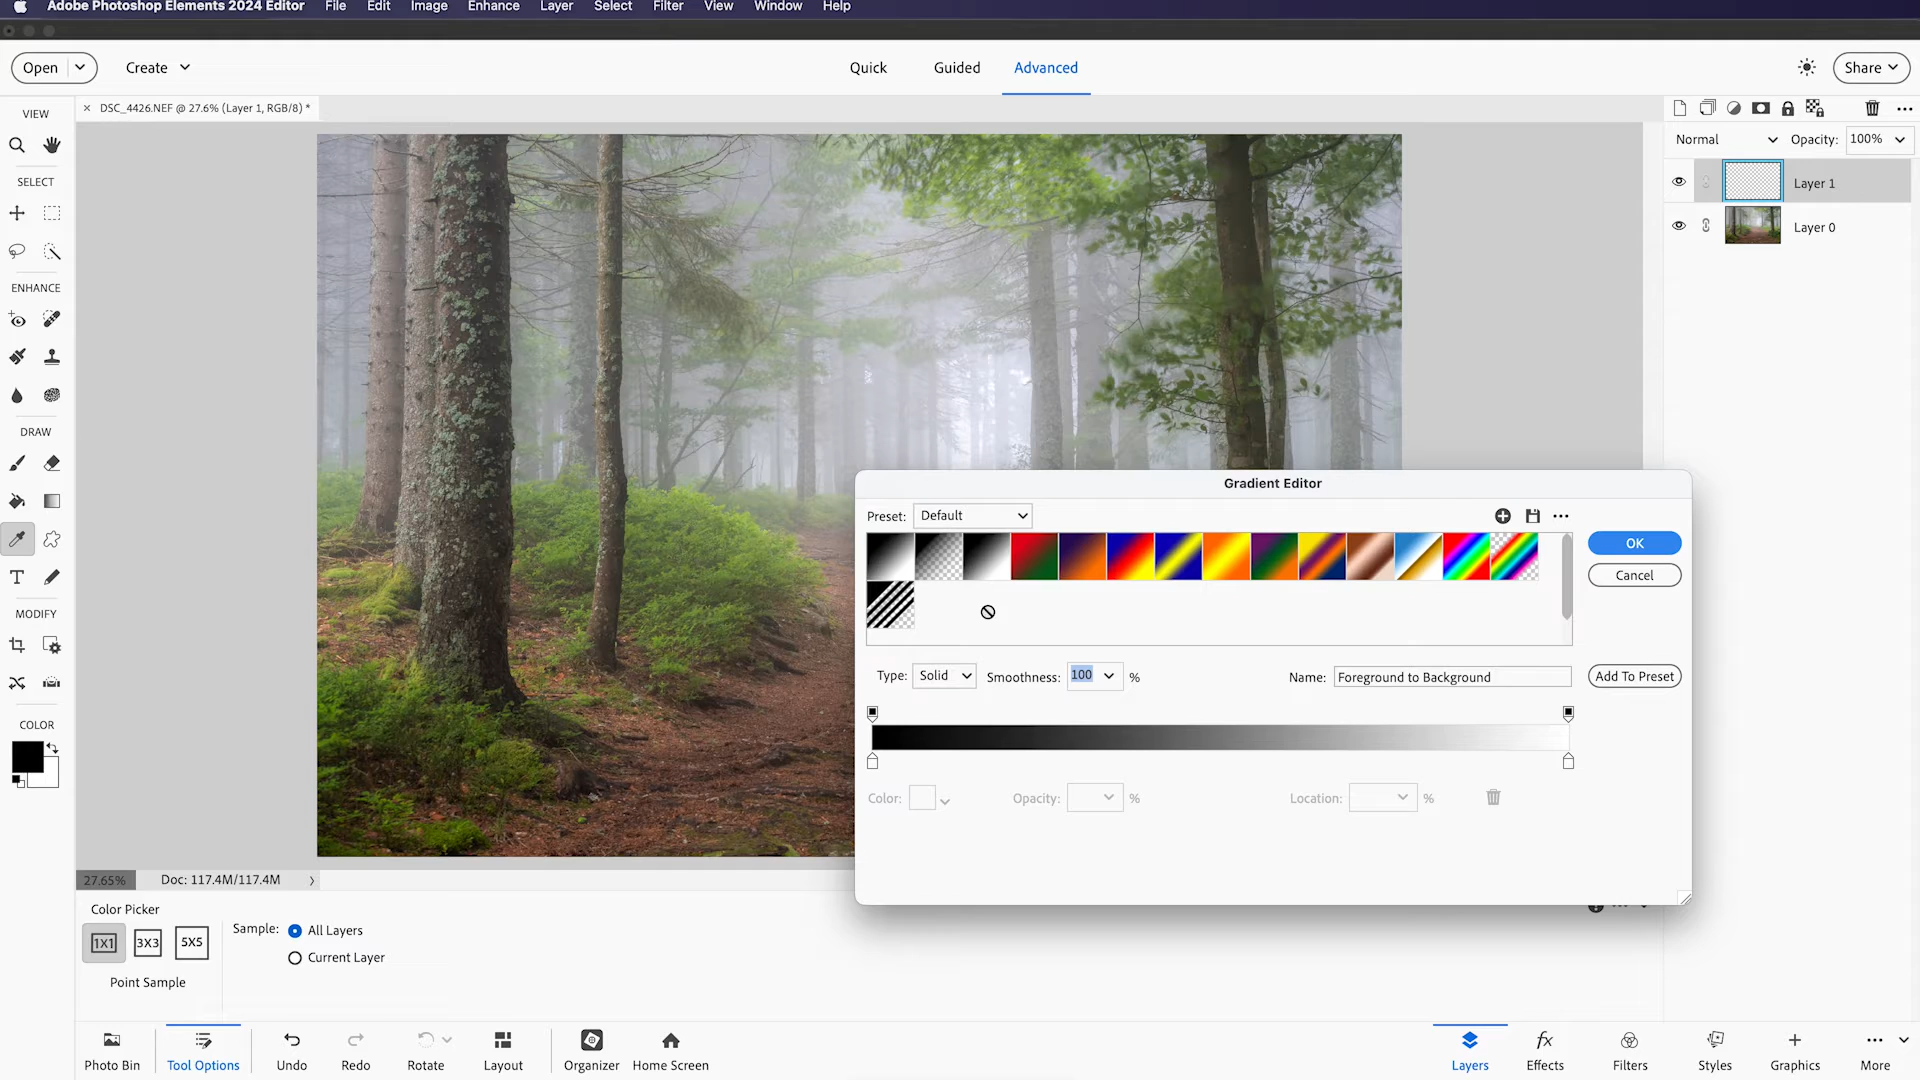 Adobe Photoshop Elements 2024 Editor File Edit Image Enhance Layer Select Filter View Window Help
Open Create Quick Guided Advanced Share
VIEW
× DSC_4426.NEF @ 27.6% (Layer 1, RGB/8) *
Normal Opacity: 100%
SELECT
Layer 1
Layer 0
ENHANCE
DRAW
Gradient Editor
Preset: Default
OK
Cancel
T
MODIFY
Type: Solid Smoothness: 100 % Name: Foreground to Background Add To Preset
COLOR
Color: Opacity: % Location: %
27.65% Doc: 117.4M/117.4M
Color Picker
Sample: All Layers
1X1 3X3 5X5
Current Layer
Point Sample
Photo Bin Tool Options Undo Redo Rotate Layout Organizer Home Screen Layers fx Effects Filters Styles Graphics More